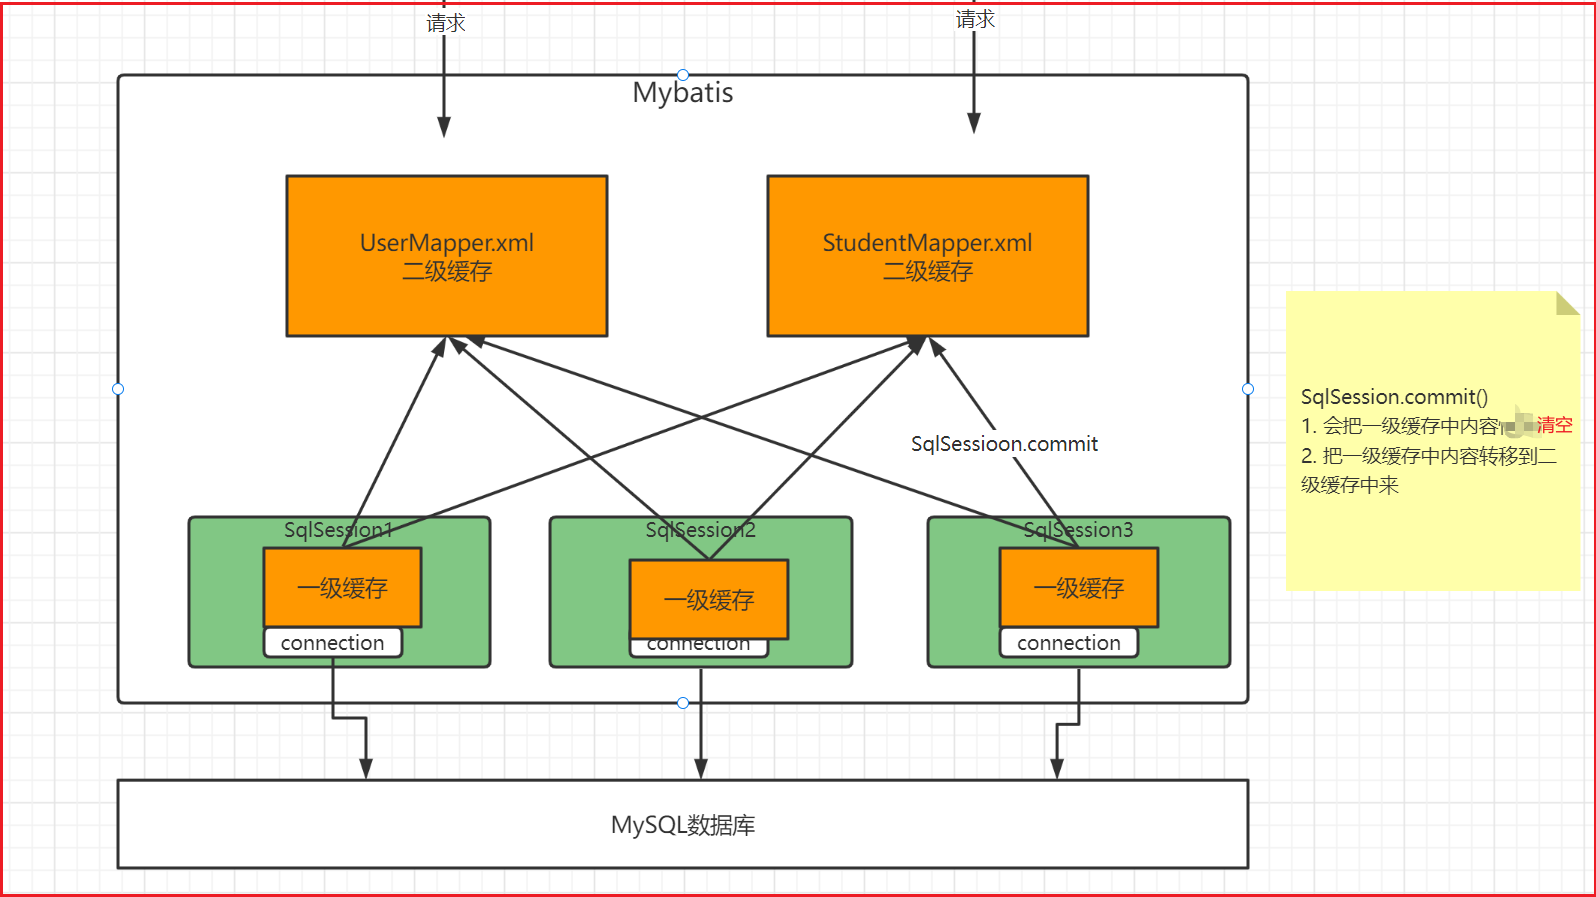 请求
请求
Mybatis
UserMapper.xml
二级缓存
StudentMapper.xml
二级缓存
SqlSession.commit()
1. 会把一级缓存中内容 清空
2. 把一级缓存中内容转移到二
级缓存中来
SqlSessioon.commit
SqlSession1
SqlSession2
SqlSession3
一级缓存
一级缓存
一级缓存
connection
connection
connection
MySQL数据库